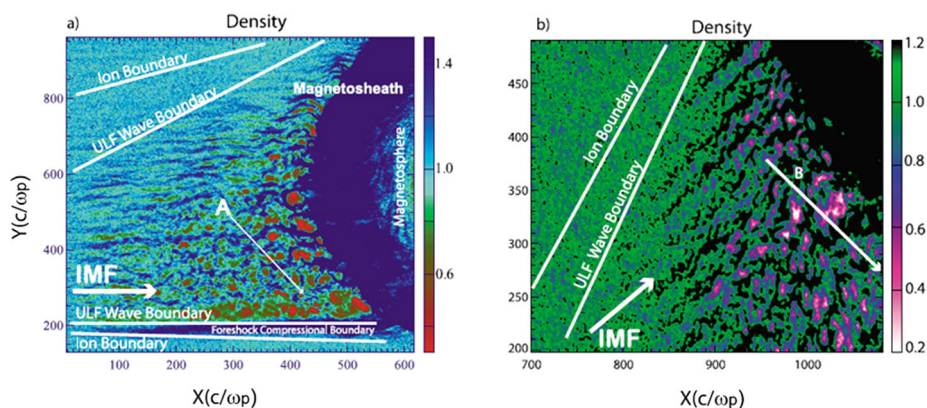 a)
Density
1.4
1.0
0.6
800
600
400
200
Y(c/ωp)
0
100
200
300
400
500
600
X(c/ωp)
Ion Boundary
ULF Wave Boundary
Magnetosheath
Magnetosphere
A
IMF
ULF Wave Boundary
Foreshock Compressional Boundary
Ion Boundary
b)
Density
1.2
1.0
0.8
0.6
0.4
0.2
450
400
350
300
250
200
700
800
900
1000
X(c/ωp)
Ion Boundary
ULF Wave Boundary
B
IMF